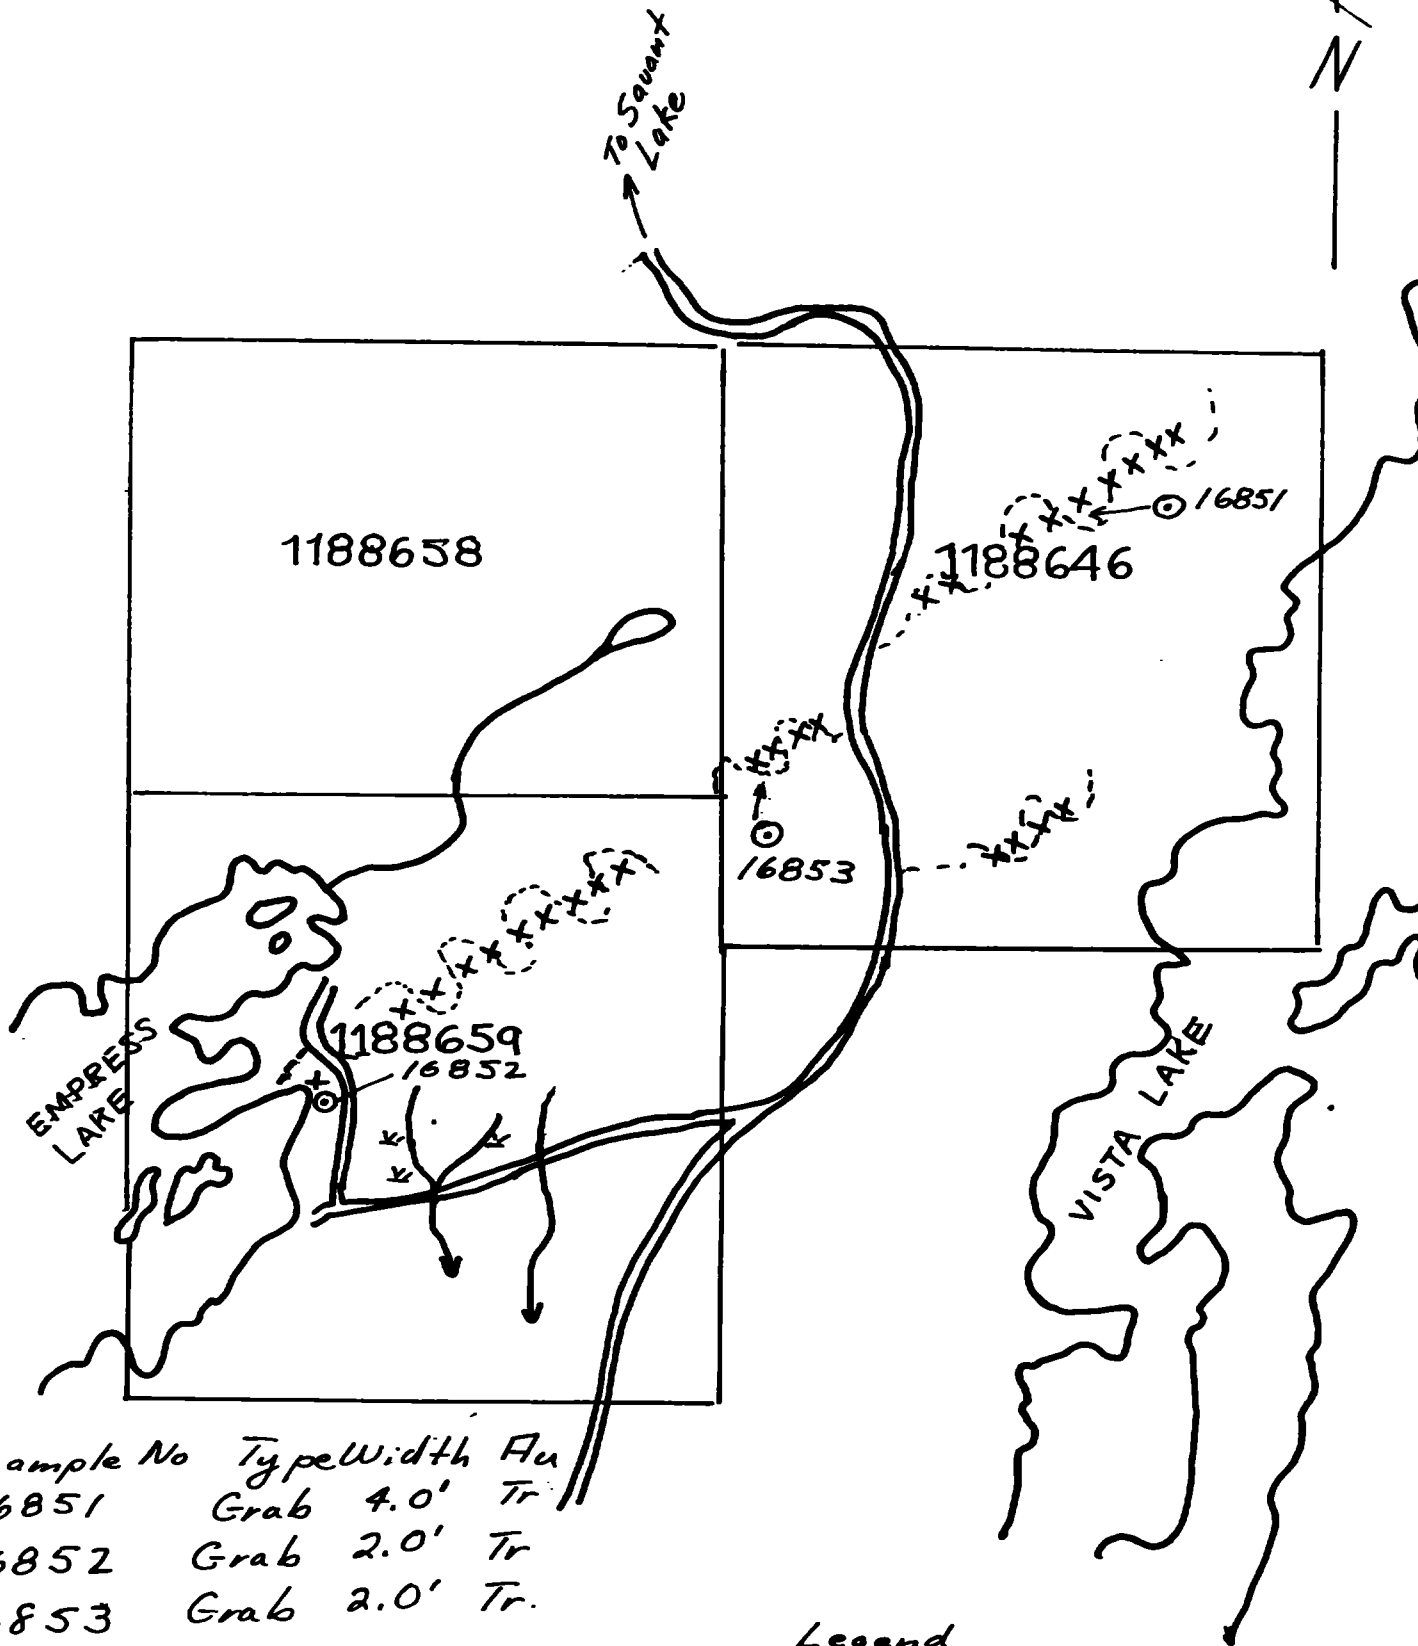 N
To Savant
Lake
1188658
16851
1188646
16853
1188659
16852
EMPRESS
LAKE
VISTA LAKE
ample No Type Width Au
6851 Grab 4.0' Tr
6852 Grab 2.0' Tr
853 Grab 2.0' Tr.
Legend